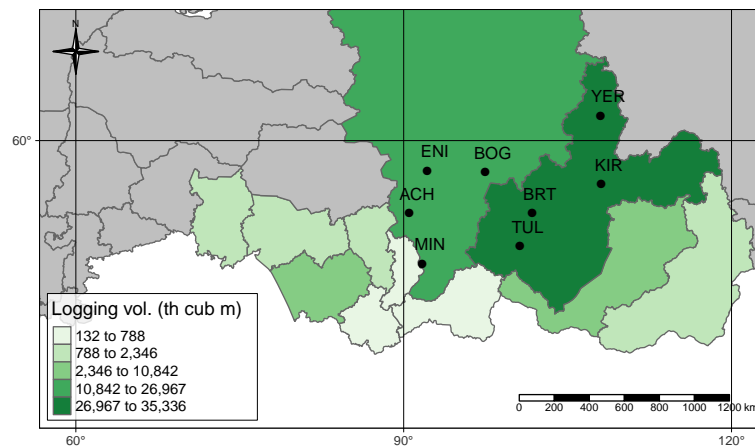 N
YER
60°
ENI
BOG
KIR
ACH
BRT
TUL
MIN
Logging vol. (th cub m)
132 to 788
788 to 2,346
2,346 to 10,842
10,842 to 26,967
26,967 to 35,336
0 200 400 600 800 1000 1200 km
60° 90° 120°